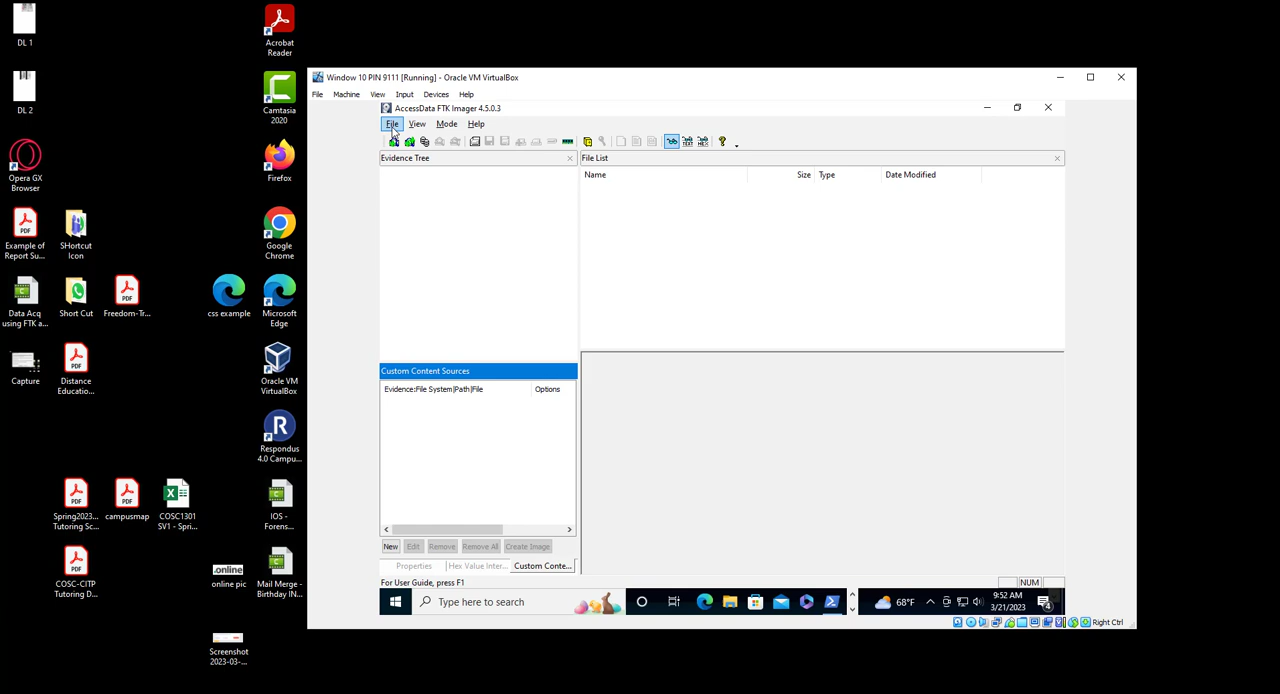 DL 1
DL 2
Opera GX
Browser
Example of
Report Su...
SHortcut
Icon
Data Acq
using FTK a...
Short Cut
Freedom-Tr...
Capture
Distance
Educatio...
Spring2023...
Tutoring Sc...
campusmap
COSC1301
SV1 - Spri...
COSC-CITP
Tutoring D...
Acrobat
Reader
Camtasia
2020
Firefox
Google
Chrome
css example
Microsoft
Edge
Oracle VM
VirtualBox
Respondus
4.0 Campu...
IOS -
Forens...
.online
online pic
Mail Merge -
Birthday IN...
Screenshot
2023-03-...
Window 10 PIN 9111 [Running] - Oracle VM VirtualBox
File Machine View Input Devices Help
AccessData FTK Imager 4.5.0.3
File View Mode Help
Evidence Tree
File List
Name Size Type Date Modified
Custom Content Sources
Evidence:File System|Path|File Options
New Edit Remove Remove All Create Image
Properties Hex Value Inter... Custom Conte...
For User Guide, press F1
NUM
Type here to search
68°F
9:52 AM
3/21/2023
4
Right Ctrl